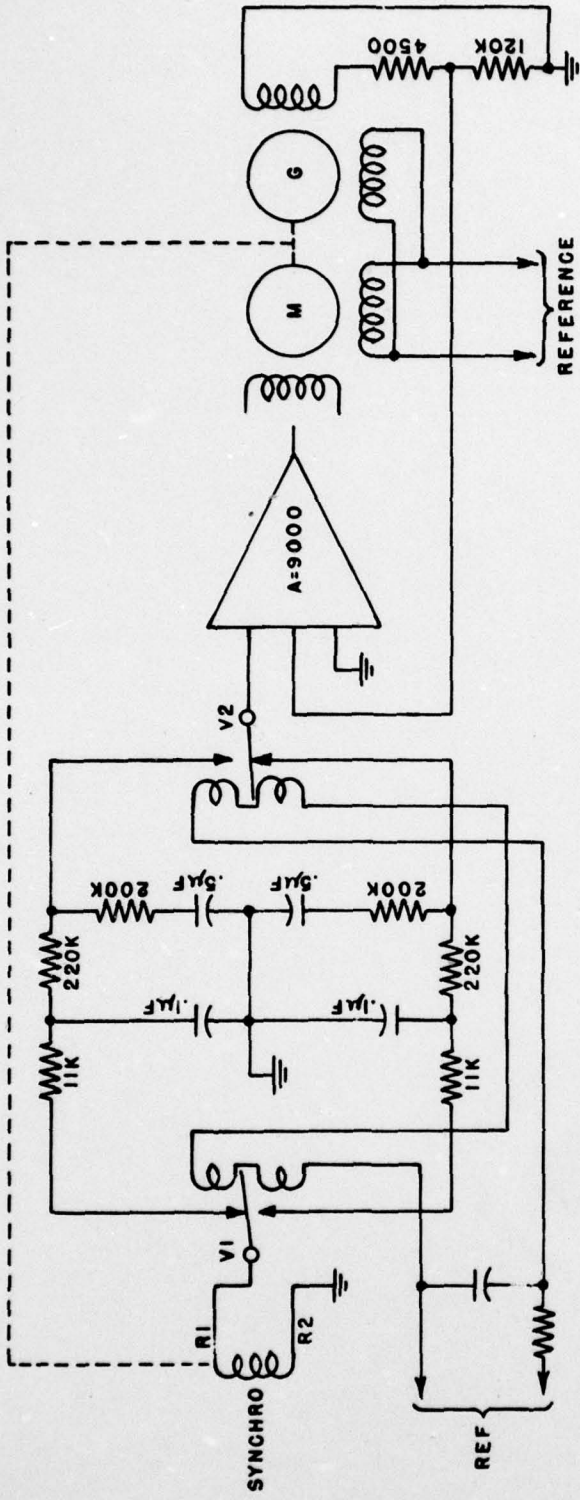 SYNCHRO
R1
R2
V1
REF
11K
220K
200K
.1µF
.5µF
.5µF
.1µF
200K
11K
220K
V2
A=9000
M
G
4500
120K
REFERENCE